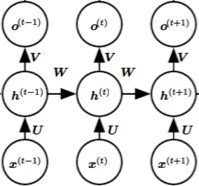 o(t−1) o(t) o(t+1)
V V V
W W
h(t−1) h(t) h(t+1)
U U U
x(t−1) x(t) x(t+1)